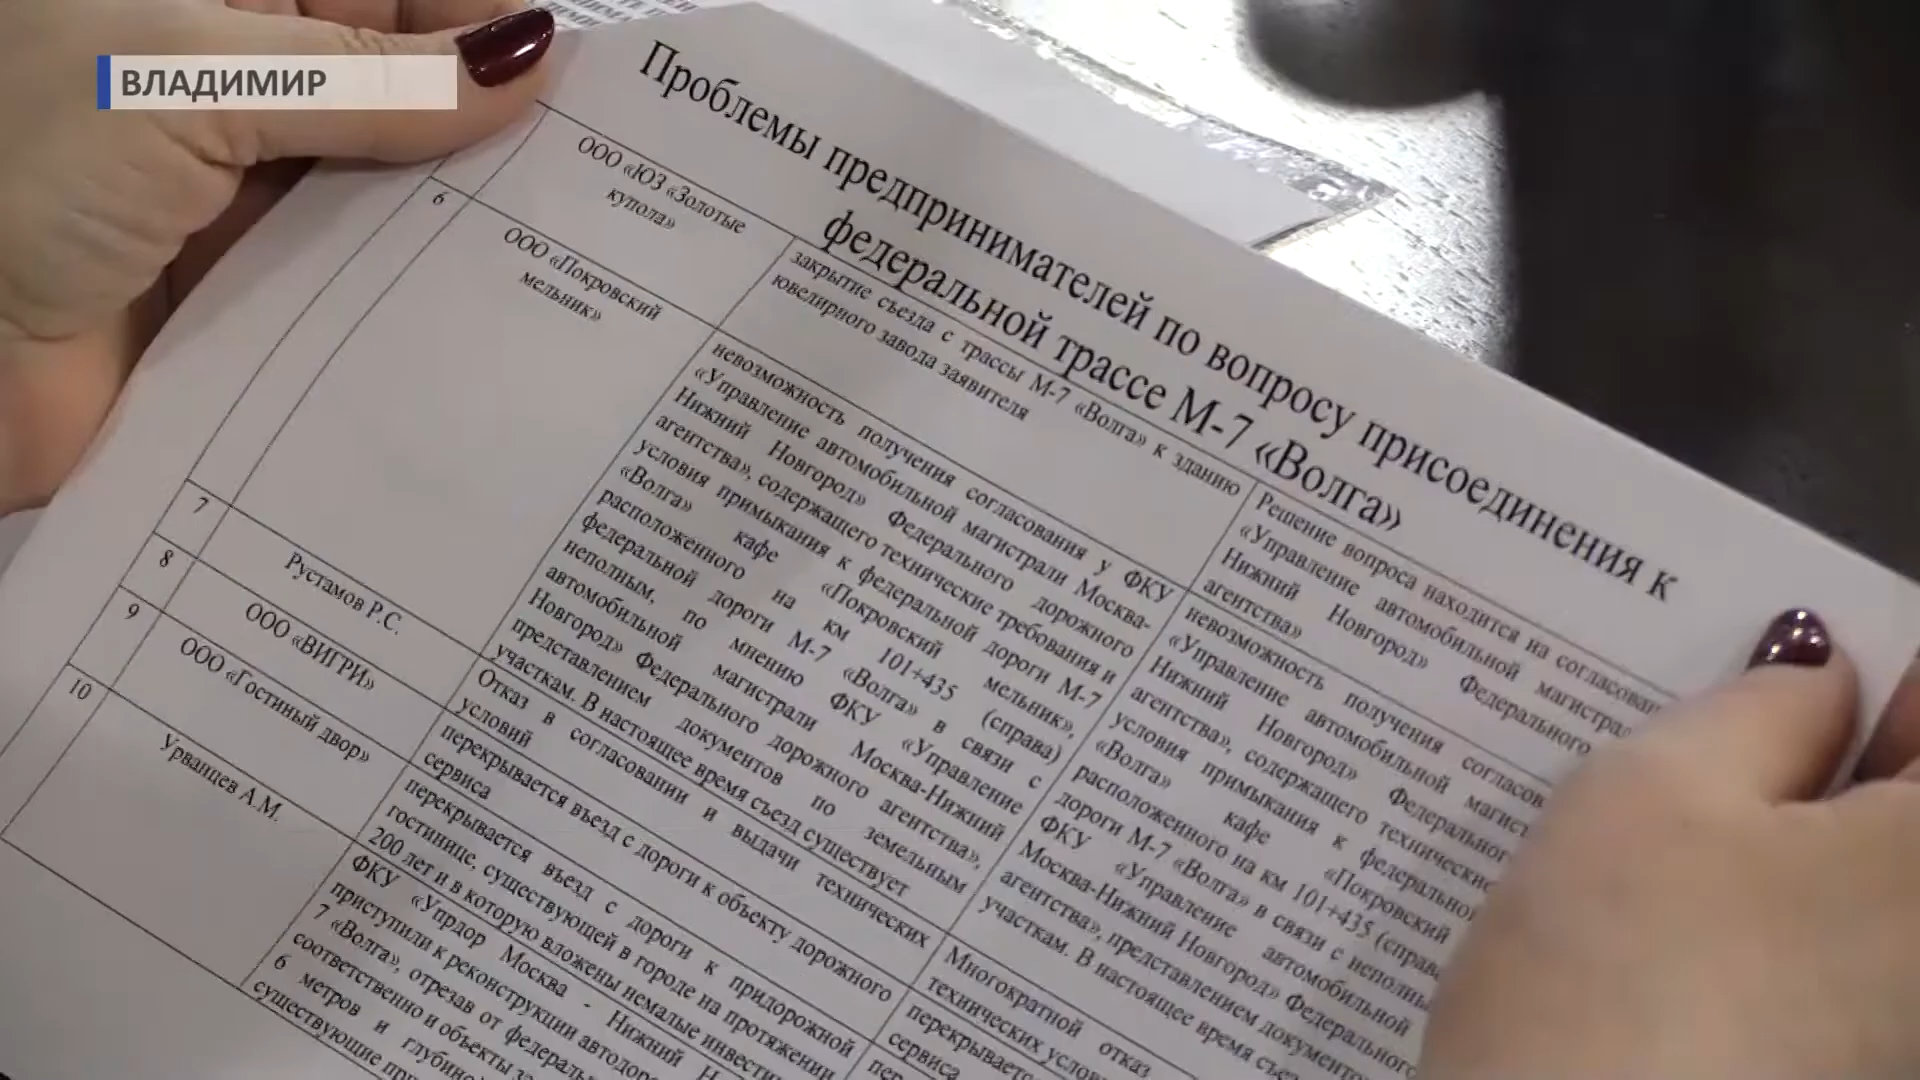 ВЛАДИМИР
Проблемы предпринимателей по вопросу присоединения к
федеральной трассе М-7 «Волга»
ООО «ЮЗ «Золотые
купола»
закрытие съезда с трассы М-7 «Волга» к зданию
ювелирного завода заявителя
Решение вопроса находится на согласован
«Управление автомобильной магистрал
Нижний Новгород» Федерального
агентства»
6
ООО «Покровский
мельник»
невозможность получения согласования у ФКУ
«Управление автомобильной магистрали Москва-
Нижний Новгород» Федерального дорожного
агентства», содержащего технические требования и
условия примыкания к федеральной дороги М-7
«Волга» кафе «Покровский мельник»,
расположенного на км 101+435 (справа)
федеральной дороги М-7 «Волга» в связи с
неполным, по мнению ФКУ «Управление
автомобильной магистрали Москва-Нижний
Новгород» Федерального дорожного агентства»,
представлением документов по земельным
участкам. В настоящее время съезд существует
невозможность получения согласов
«Управление автомобильной магист
Нижний Новгород» Федерально
агентства», содержащего технически
условия примыкания к федерально
«Волга» кафе «Покровский
расположенного на км 101+435 (справ
дороги М-7 «Волга» в связи с неполны
ФКУ «Управление автомобильной
Москва-Нижний Новгород» Федерального
агентства», представлением документо
участкам. В настоящее время съе
7
Рустамов Р.С.
Отказ в согласовании и выдачи технических
условий
Многократной отказ
технических услов
8
ООО «ВИГРИ»
перекрывается въезд с дороги к объекту дорожного
сервиса
перекрывает
сервиса
9
ООО «Гостиный двор»
перекрывается въезд с дороги к придорожной
гостинице, существующей в городе на протяжении
200 лет и в которую вложены немалые инвести
10
Урванцев А.М.
ФКУ «Упрдор Москва - Нижний Н
приступили к реконструкции автодор
7 «Волга», отрезав от федераль
соответственно и объекты
6 метров и глубино
существующие пр